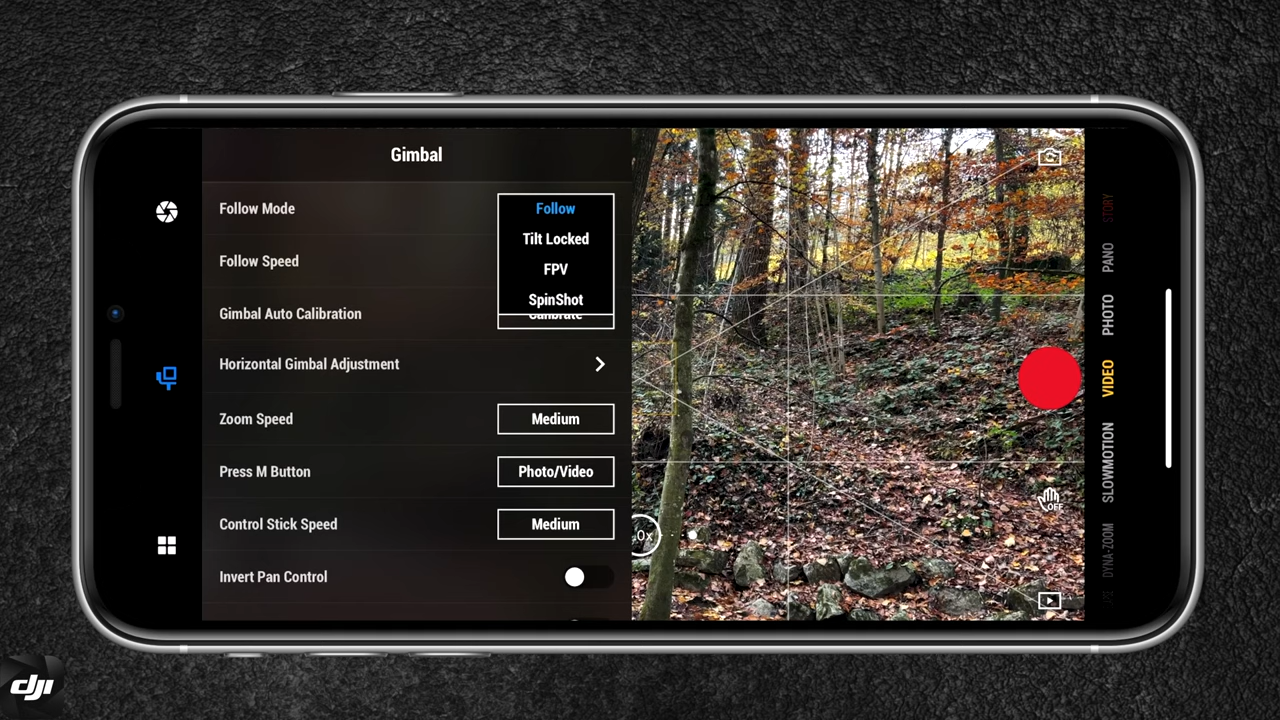 Gimbal
Follow Mode
Follow
Tilt Locked
Follow Speed
FPV
SpinShot
Gimbal Auto Calibration
Calibrate
Horizontal Gimbal Adjustment
Zoom Speed
Medium
Press M Button
Photo/Video
Control Stick Speed
Medium
Invert Pan Control
STORY
PANO
PHOTO
VIDEO
SLOWMOTION
DYNA-ZOOM
OFF
dji